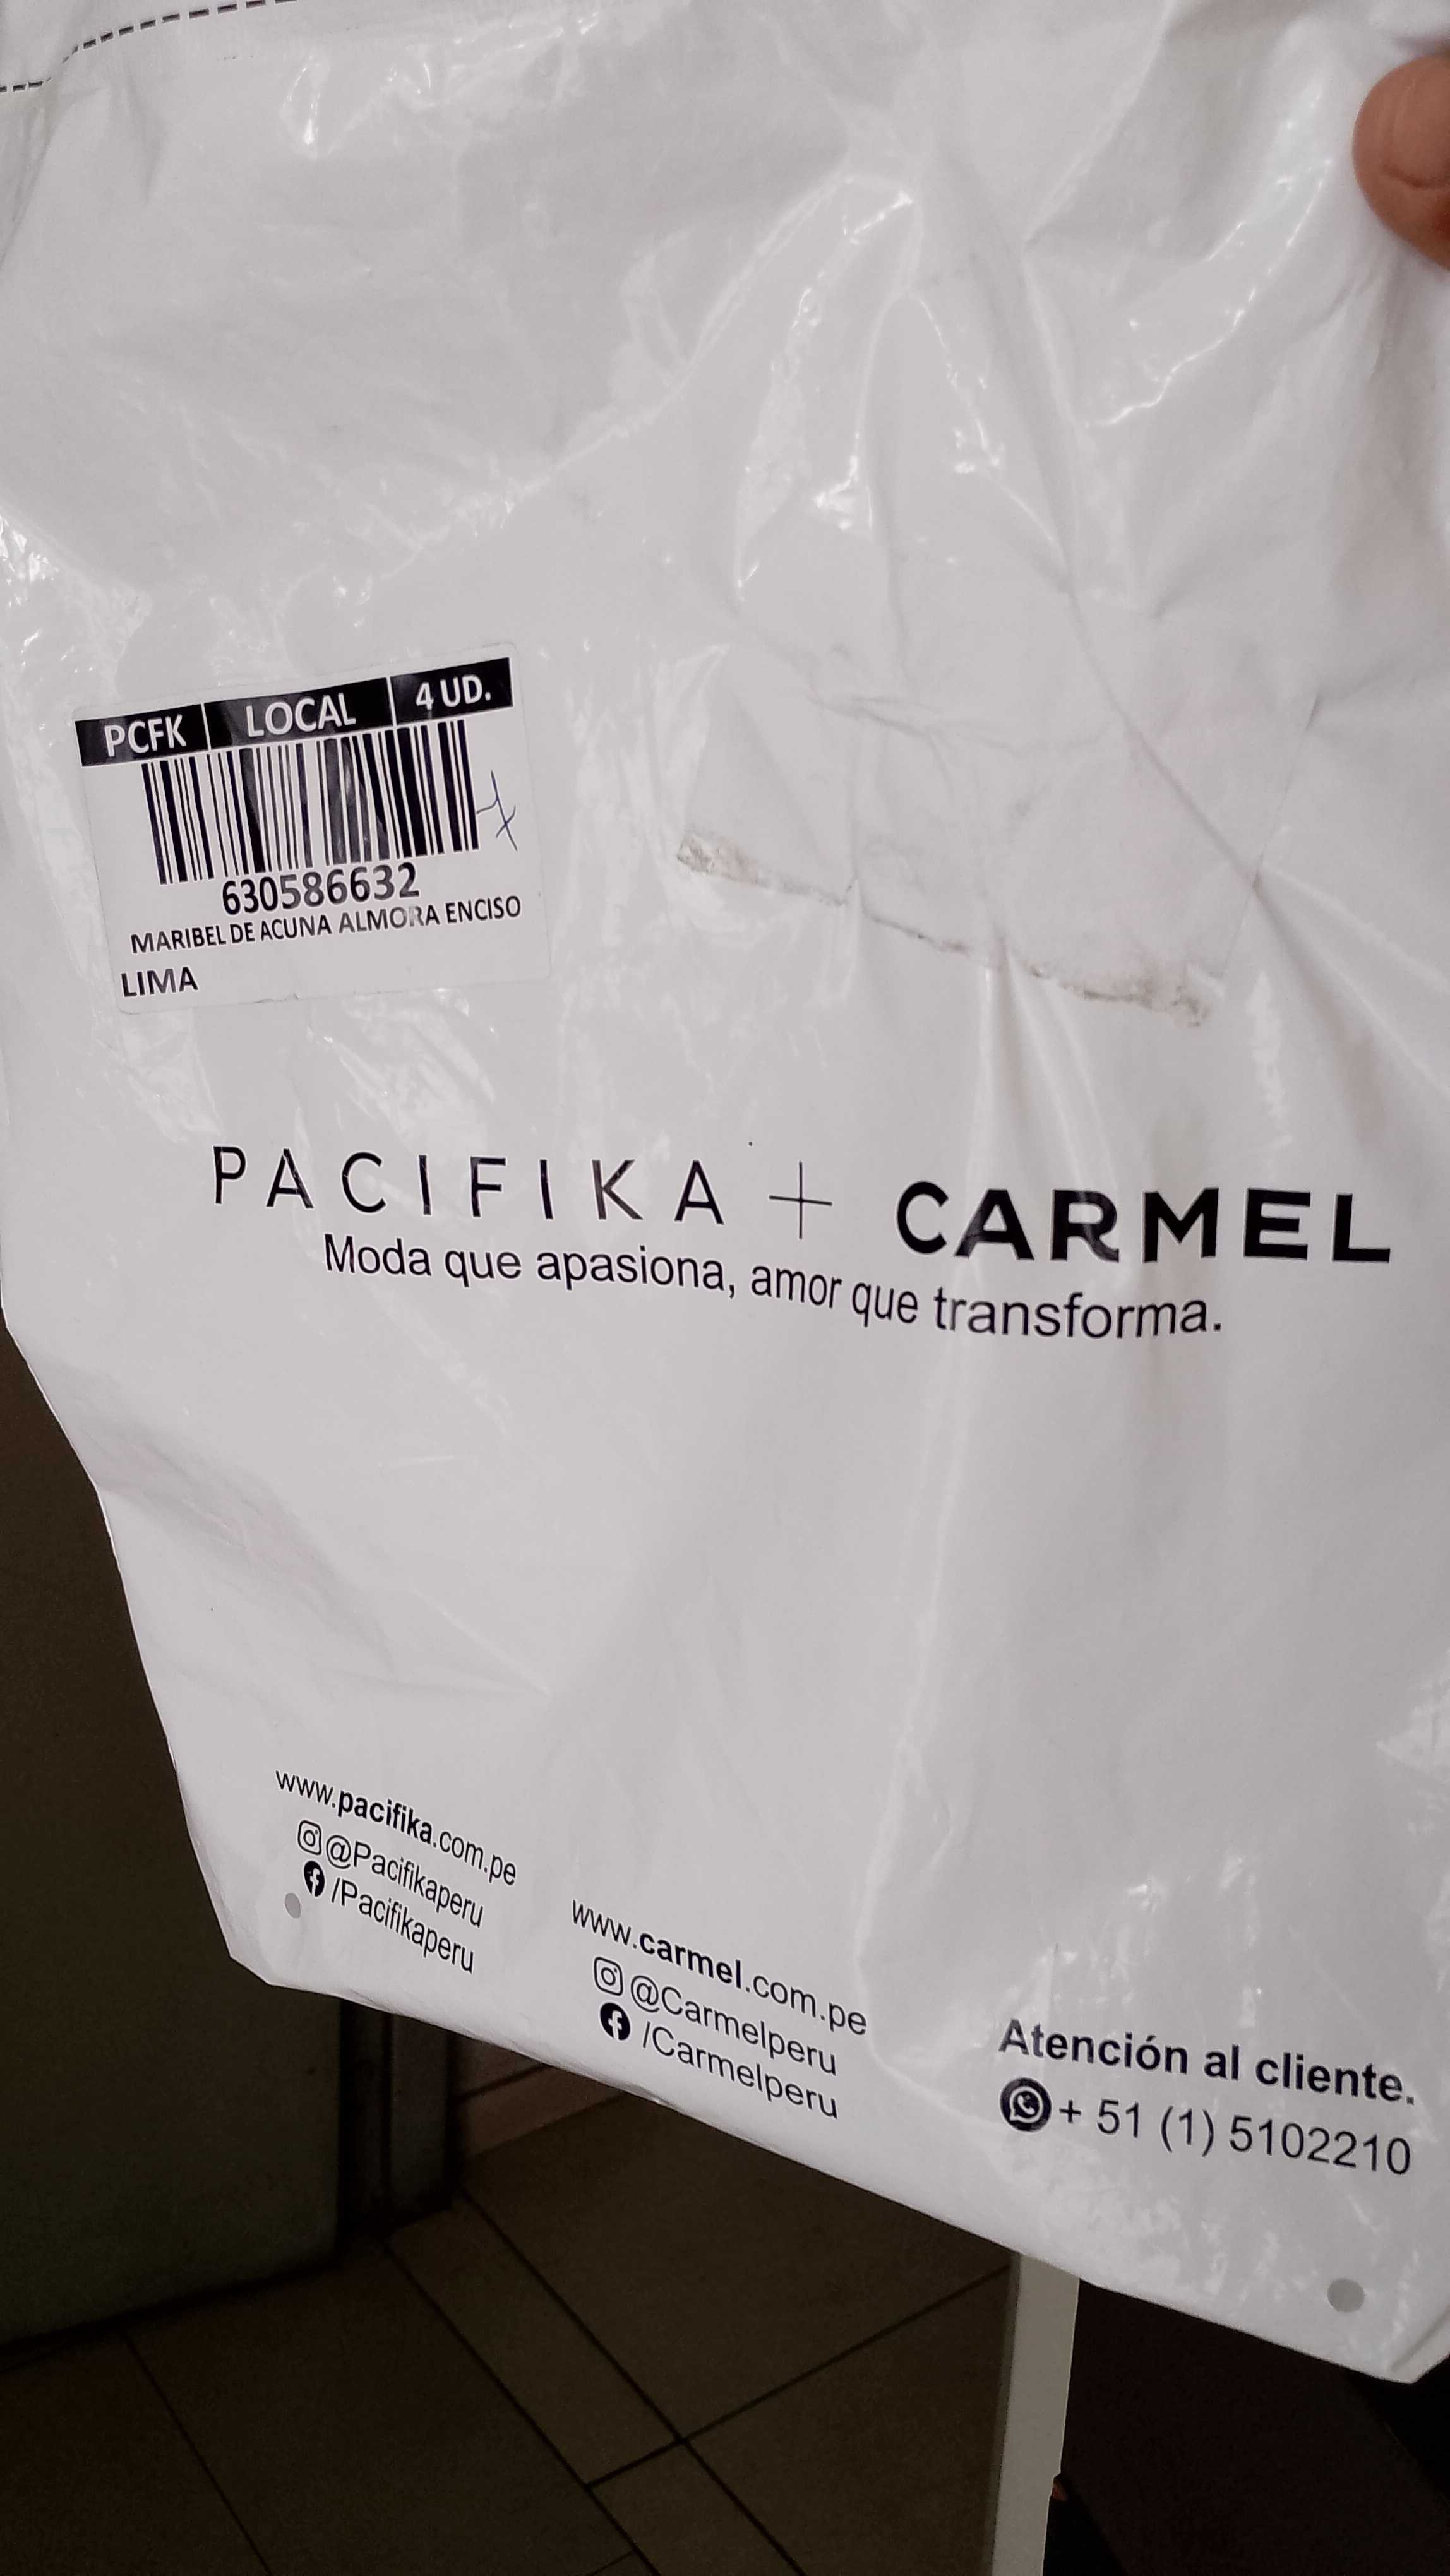 PCFK LOCAL 4 UD.
630586632
MARIBEL DE ACUNA ALMORA ENCISO
LIMA
PACIFIKA + CARMEL
Moda que apasiona, amor que transforma.
www.pacifika.com.pe
@Pacifikaperu
/Pacifikaperu
www.carmel.com.pe
@Carmelperu
/Carmelperu
Atención al cliente.
+ 51 (1) 5102210